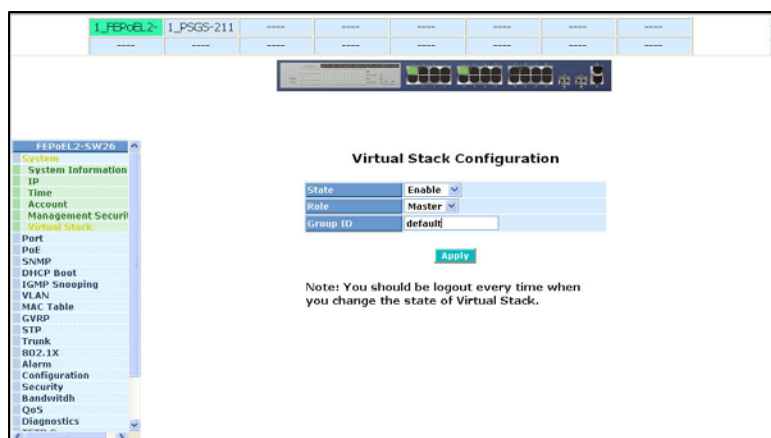 1_FEPoEL2- 1_PSGS-211 ---- ---- ---- ---- ---- ----
---- ---- ---- ---- ---- ---- ---- ----
FEPoEL2-SW26
System
System Information
IP
Time
Account
Management Securit
Virtual Stack
Port
PoE
SNMP
DHCP Boot
IGMP Snooping
VLAN
MAC Table
GVRP
STP
Trunk
802.1X
Alarm
Configuration
Security
Bandwitdh
QoS
Diagnostics
Virtual Stack Configuration
State Enable
Role Master
Group ID default
Apply
Note: You should be logout every time when
you change the state of Virtual Stack.